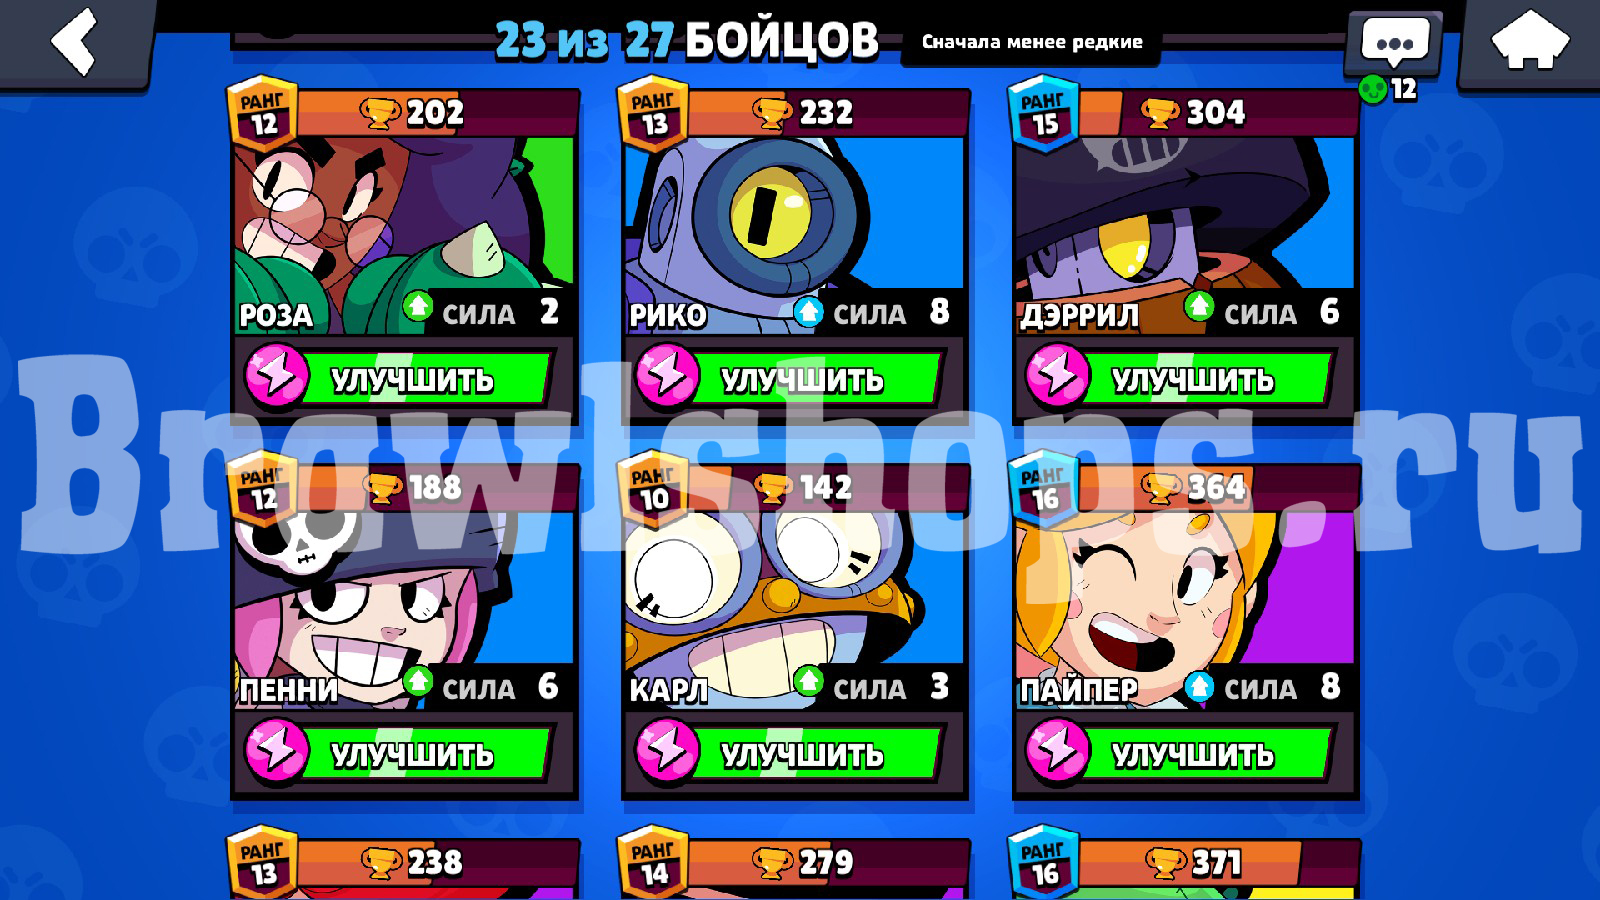 23 из 27 БОЙЦОВ
Сначала менее редкие
12
РАНГ 12
202
РАНГ 13
232
РАНГ 15
304
РОЗА
СИЛА 2
РИКО
СИЛА 8
ДЭРРИЛ
СИЛА 6
УЛУЧШИТЬ
УЛУЧШИТЬ
УЛУЧШИТЬ
Brawlshops.ru
РАНГ 12
188
РАНГ 10
142
РАНГ 16
364
ПЕННИ
СИЛА 6
КАРЛ
СИЛА 3
ПАЙПЕР
СИЛА 8
УЛУЧШИТЬ
УЛУЧШИТЬ
УЛУЧШИТЬ
РАНГ 13
238
РАНГ 14
279
РАНГ 16
371